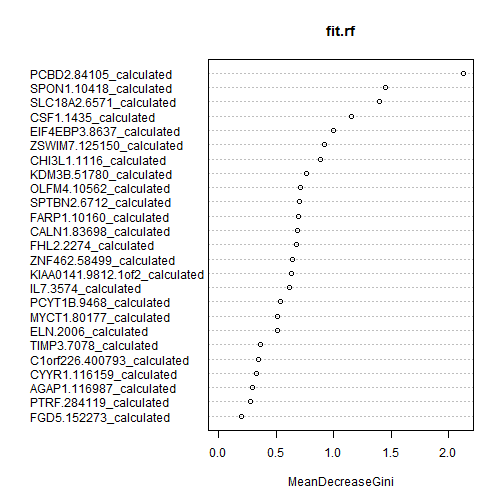 fit.rf
PCBD2.84105_calculated
SPON1.10418_calculated
SLC18A2.6571_calculated
CSF1.1435_calculated
EIF4EBP3.8637_calculated
ZSWIM7.125150_calculated
CHI3L1.1116_calculated
KDM3B.51780_calculated
OLFM4.10562_calculated
SPTBN2.6712_calculated
FARP1.10160_calculated
CALN1.83698_calculated
FHL2.2274_calculated
ZNF462.58499_calculated
KIAA0141.9812.1of2_calculated
IL7.3574_calculated
PCYT1B.9468_calculated
MYCT1.80177_calculated
ELN.2006_calculated
TIMP3.7078_calculated
C1orf226.400793_calculated
CYYR1.116159_calculated
AGAP1.116987_calculated
PTRF.284119_calculated
FGD5.152273_calculated
0.0 0.5 1.0 1.5 2.0
MeanDecreaseGini